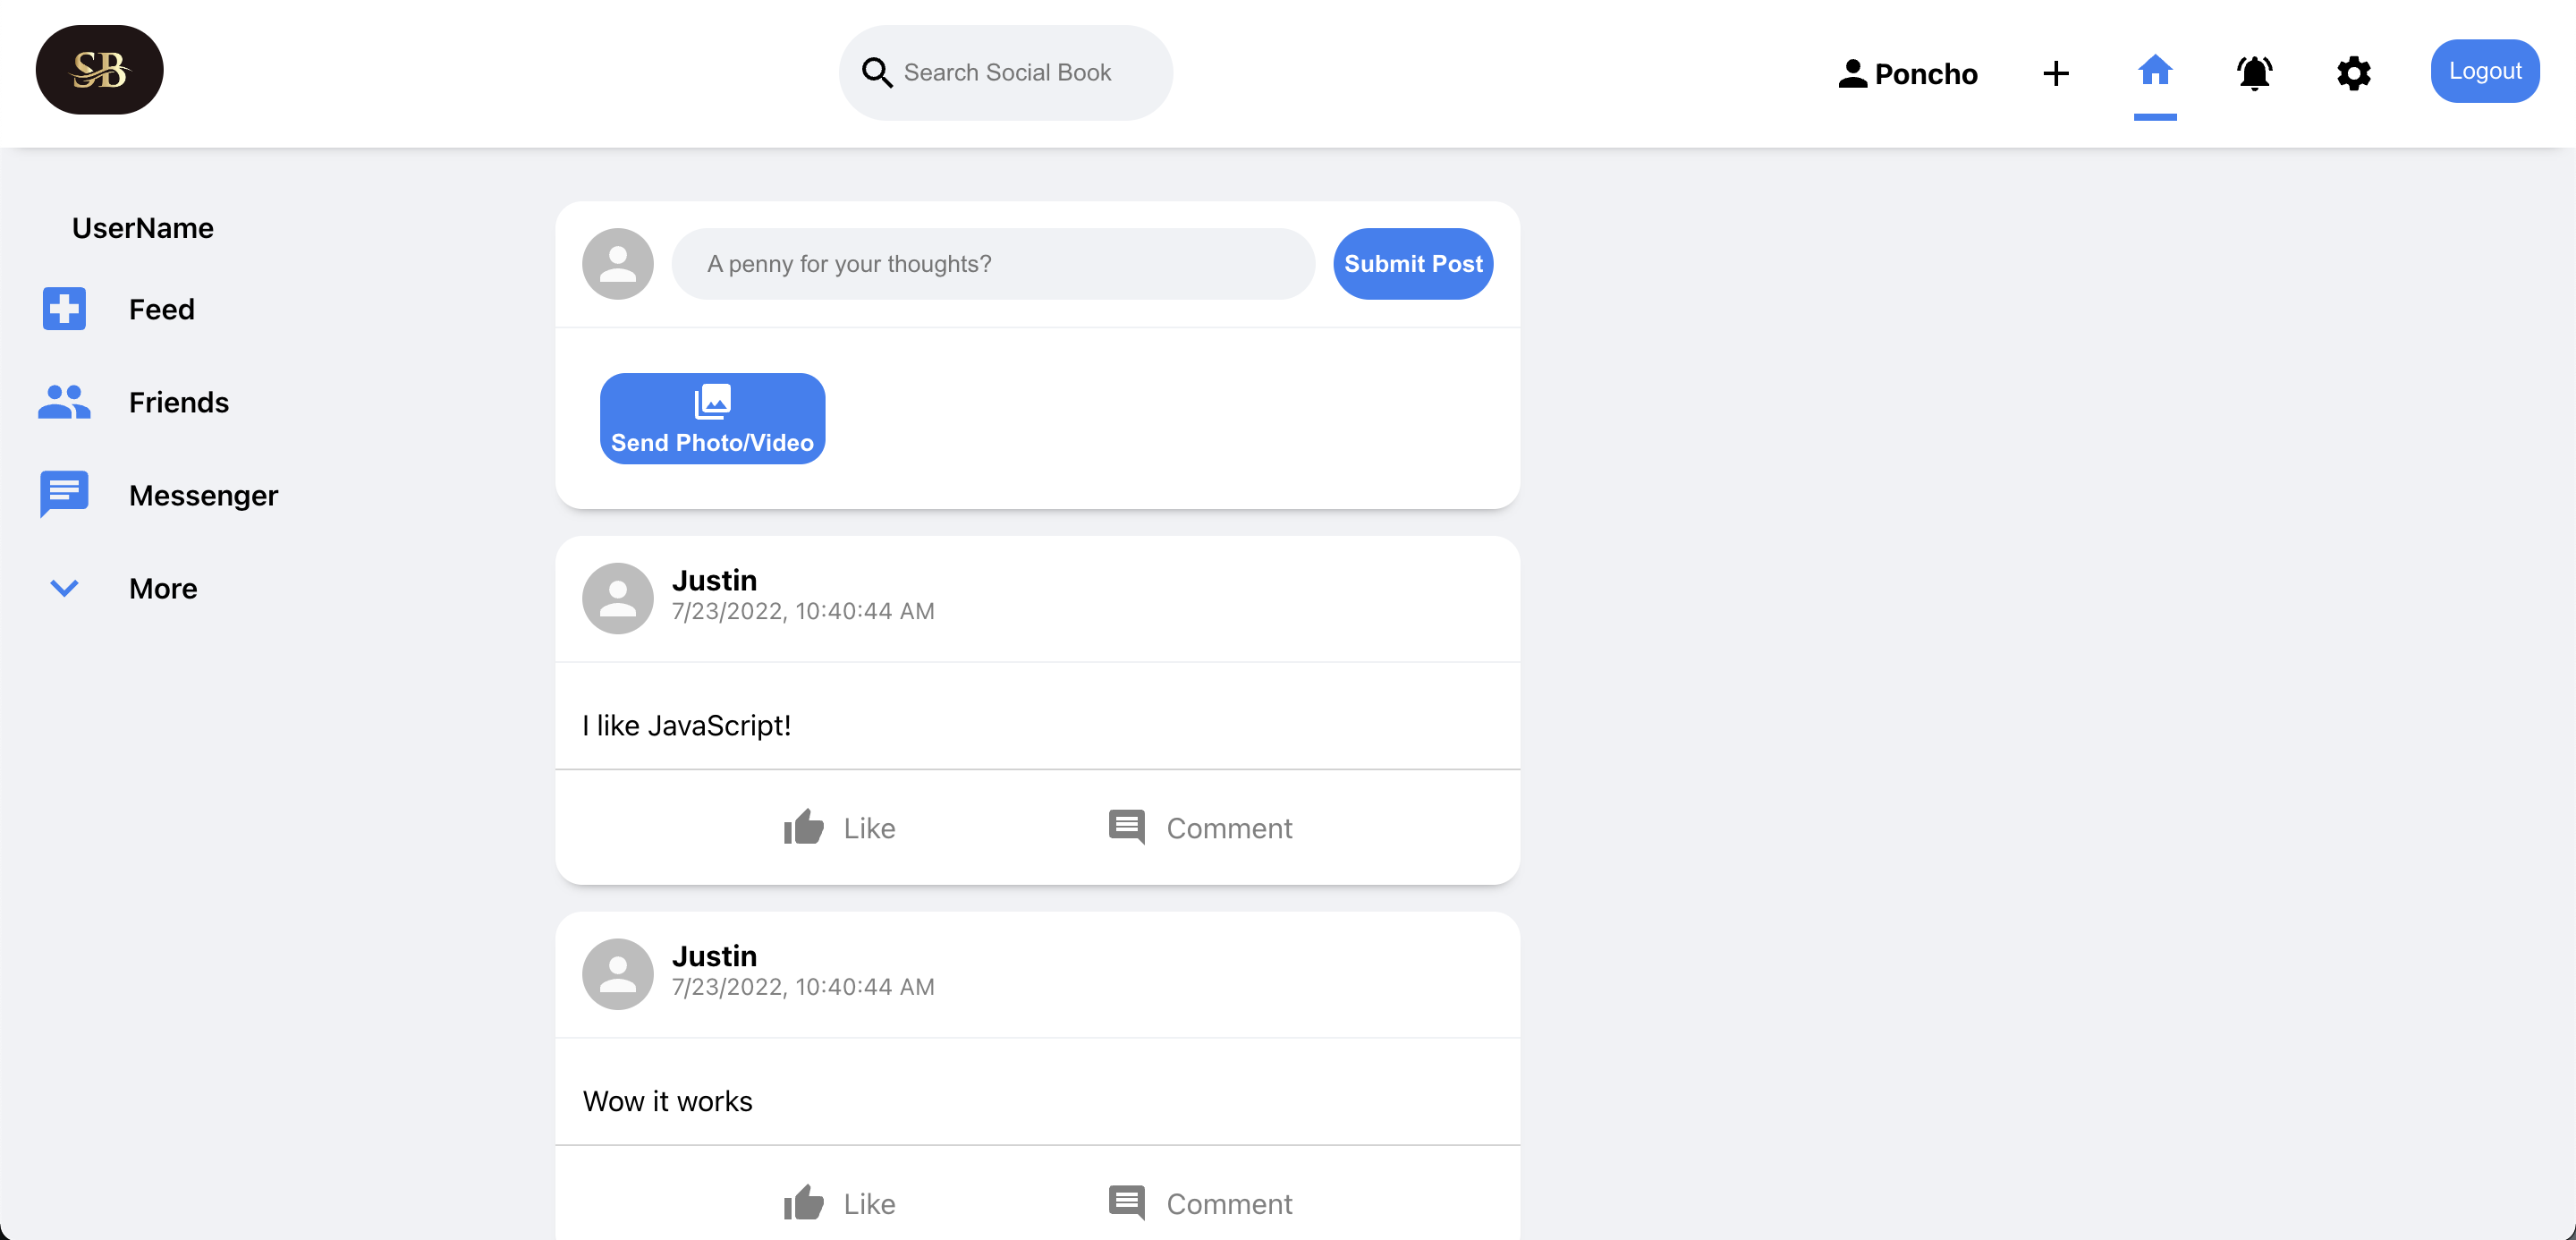 SB
Search Social Book
Poncho
Logout
UserName
Feed
Friends
Messenger
More
A penny for your thoughts?
Submit Post
Send Photo/Video
Justin
7/23/2022, 10:40:44 AM
I like JavaScript!
Like
Comment
Justin
7/23/2022, 10:40:44 AM
Wow it works
Like
Comment